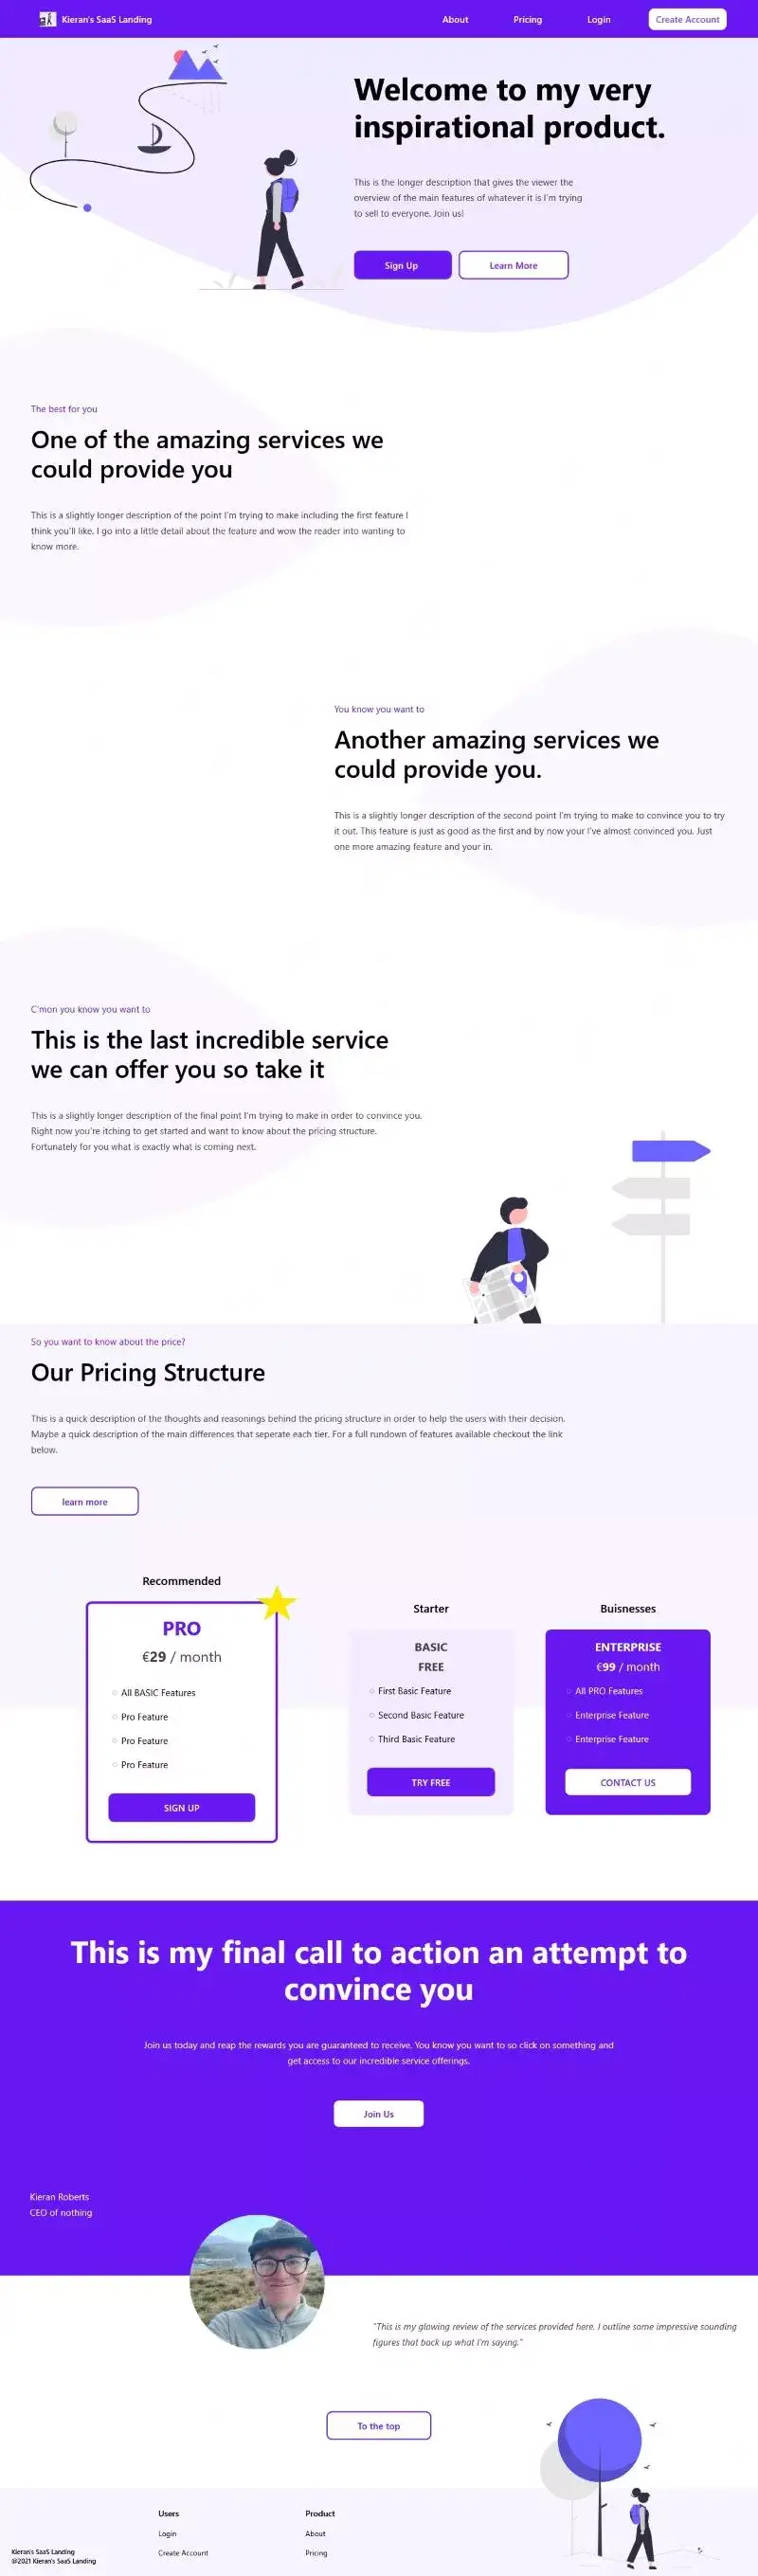 Kieran's SaaS Landing
About
Pricing
Login
Create Account
Welcome to my very
inspirational product.
This is the longer description that gives the viewer the
overview of the main features of whatever it is I'm trying
to sell to everyone. Join us!
Sign Up
Learn More
The best for you
One of the amazing services we
could provide you
This is a slightly longer description of the point I'm trying to make including the first feature I
think you'll like. I go into a little detail about the feature and wow the reader into wanting to
know more.
You know you want to
Another amazing services we
could provide you.
This is a slightly longer description of the second point I'm trying to make to convince you to try
it out. This feature is just as good as the first and by now your I've almost convinced you. Just
one more amazing feature and your in.
C'mon you know you want to
This is the last incredible service
we can offer you so take it
This is a slightly longer description of the final point I'm trying to make in order to convince you.
Right now you're itching to get started and want to know about the pricing structure.
Fortunately for you what is exactly what is coming next.
So you want to know about the price?
Our Pricing Structure
This is a quick description of the thoughts and reasonings behind the pricing structure in order to help the users with their decision.
Maybe a quick description of the main differences that seperate each tier. For a full rundown of features available checkout the link
below.
learn more
Recommended
PRO
€29 / month
All BASIC Features
Pro Feature
Pro Feature
Pro Feature
SIGN UP
Starter
BASIC
FREE
First Basic Feature
Second Basic Feature
Third Basic Feature
TRY FREE
Buisnesses
ENTERPRISE
€99 / month
All PRO Features
Enterprise Feature
Enterprise Feature
CONTACT US
This is my final call to action an attempt to
convince you
Join us today and reap the rewards you are guaranteed to receive. You know you want to so click on something and
get access to our incredible service offerings.
Join Us
Kieran Roberts
CEO of nothing
"This is my glowing review of the services provided here. I outline some impressive sounding
figures that back up what I'm saying."
To the top
Users
Login
Create Account
Product
About
Pricing
Kieran's SaaS Landing
@2021 Kieran's SaaS Landing